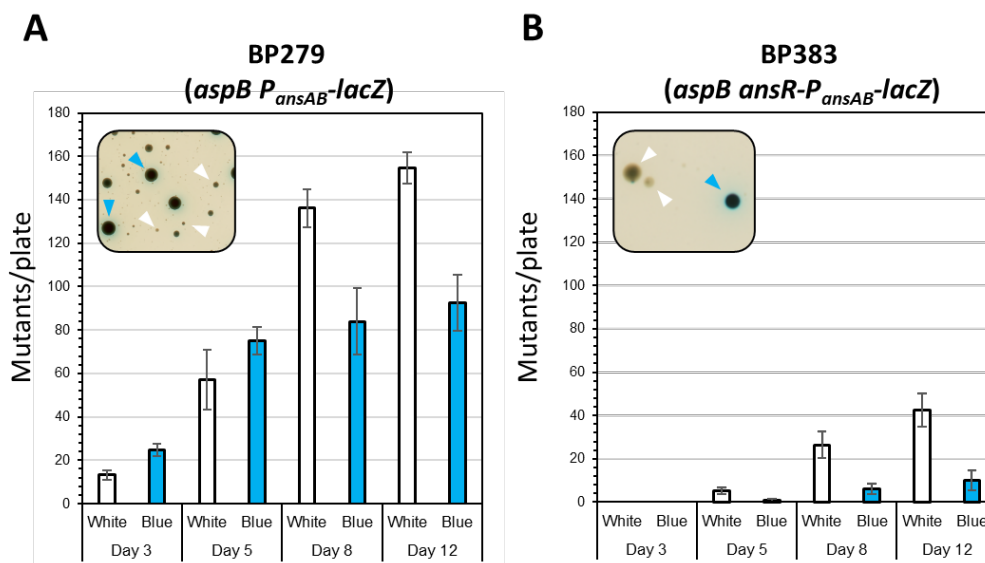 A
BP279
(aspB PansAB-lacZ)
Mutants/plate
180
160
140
120
100
80
60
40
20
0
White Blue White Blue White Blue White Blue
Day 3 Day 5 Day 8 Day 12
B
BP383
(aspB ansR-PansAB-lacZ)
Mutants/plate
180
160
140
120
100
80
60
40
20
0
White Blue White Blue White Blue White Blue
Day 3 Day 5 Day 8 Day 12